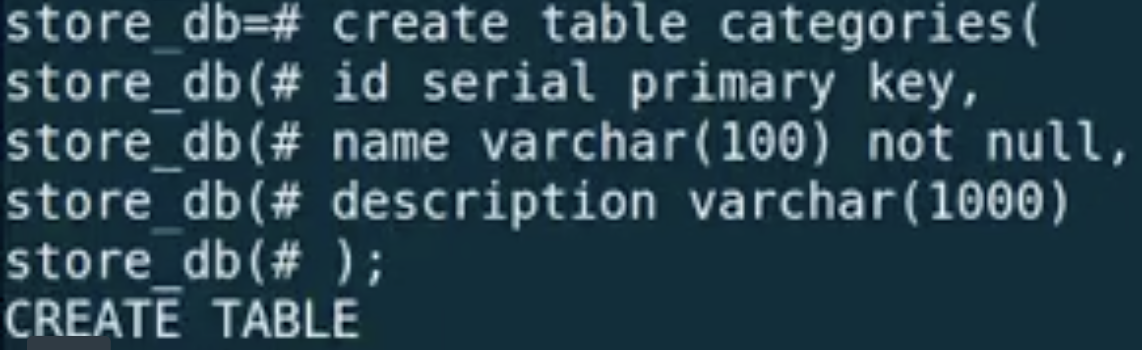 store_db=# create table categories(
store_db(# id serial primary key,
store_db(# name varchar(100) not null,
store_db(# description varchar(1000)
store_db(# );
CREATE TABLE